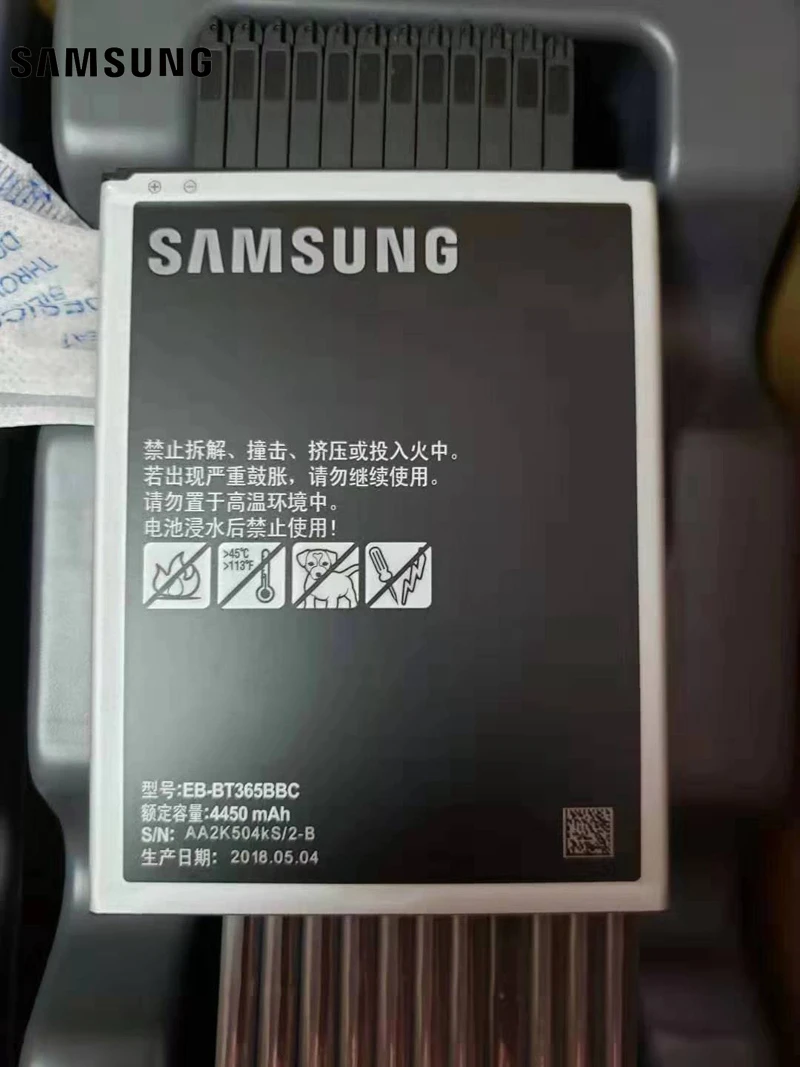 SAMSUNG
SAMSUNG
禁止拆解、撞击、挤压或投入火中。
若出现严重鼓胀，请勿继续使用。
请勿置于高温环境中。
电池浸水后禁止使用！
>45℃
>113℉
型号:EB-BT365BBC
额定容量:4450 mAh
S/N: AA2K504kS/2-B
生产日期: 2018.05.04